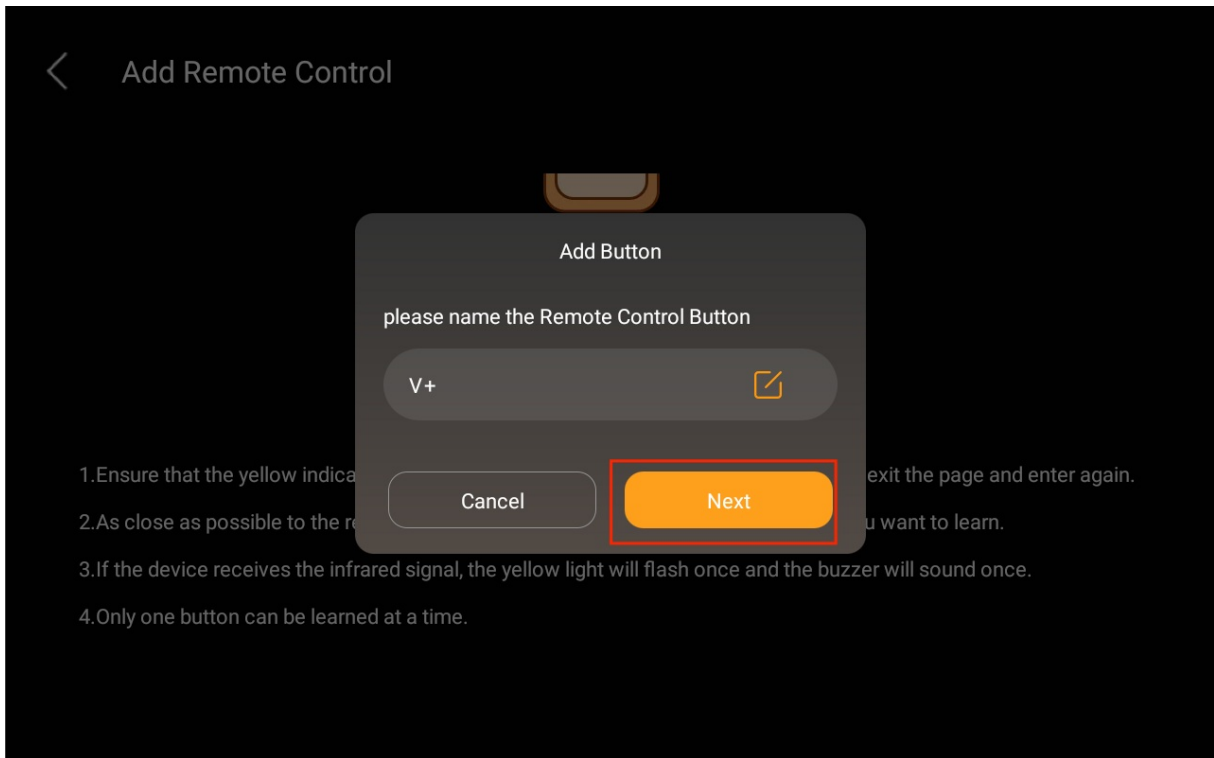 Add Remote Control
Add Button
please name the Remote Control Button
V+
Cancel
Next
1.Ensure that the yellow indica exit the page and enter again.
2.As close as possible to the u want to learn.
3.If the device receives the infrared signal, the yellow light will flash once and the buzzer will sound once.
4.Only one button can be learned at a time.